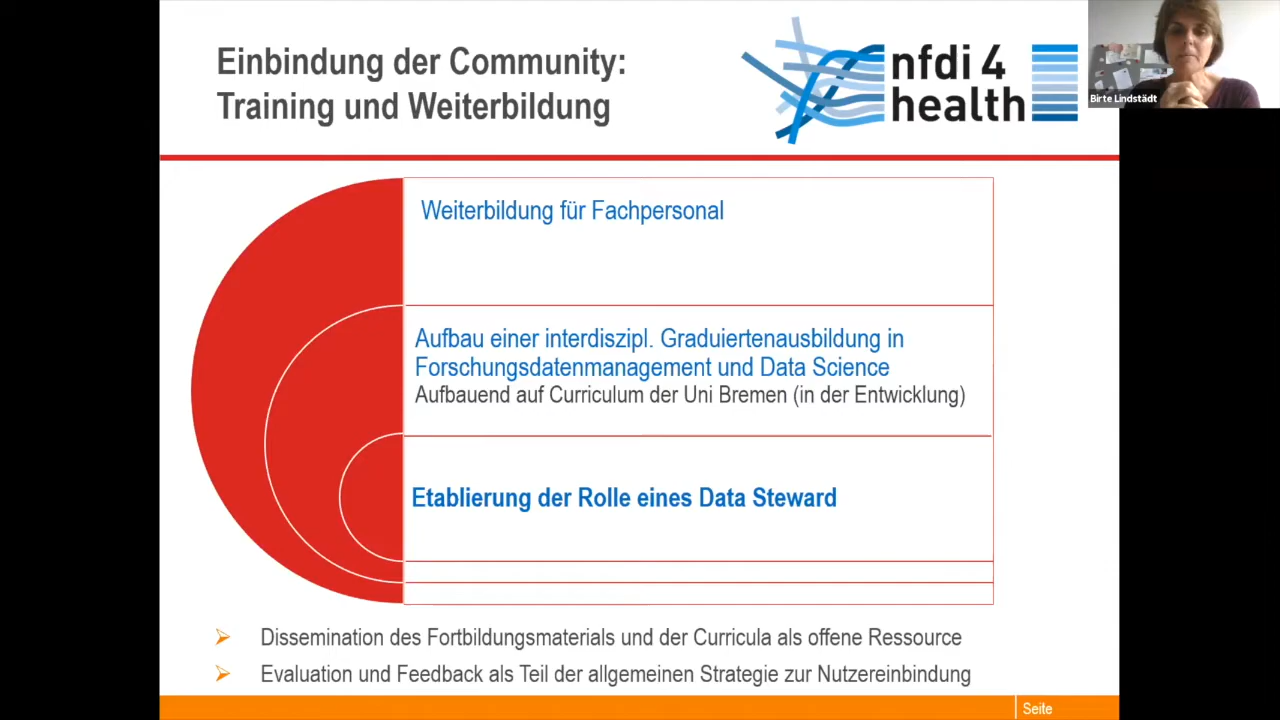 Einbindung der Community:
Training und Weiterbildung
nfdi 4
health
Birte Lindstädt
Weiterbildung für Fachpersonal
Aufbau einer interdiszipl. Graduiertenausbildung in
Forschungsdatenmanagement und Data Science
Aufbauend auf Curriculum der Uni Bremen (in der Entwicklung)
Etablierung der Rolle eines Data Steward
Dissemination des Fortbildungsmaterials und der Curricula als offene Ressource
Evaluation und Feedback als Teil der allgemeinen Strategie zur Nutzereinbindung
Seite